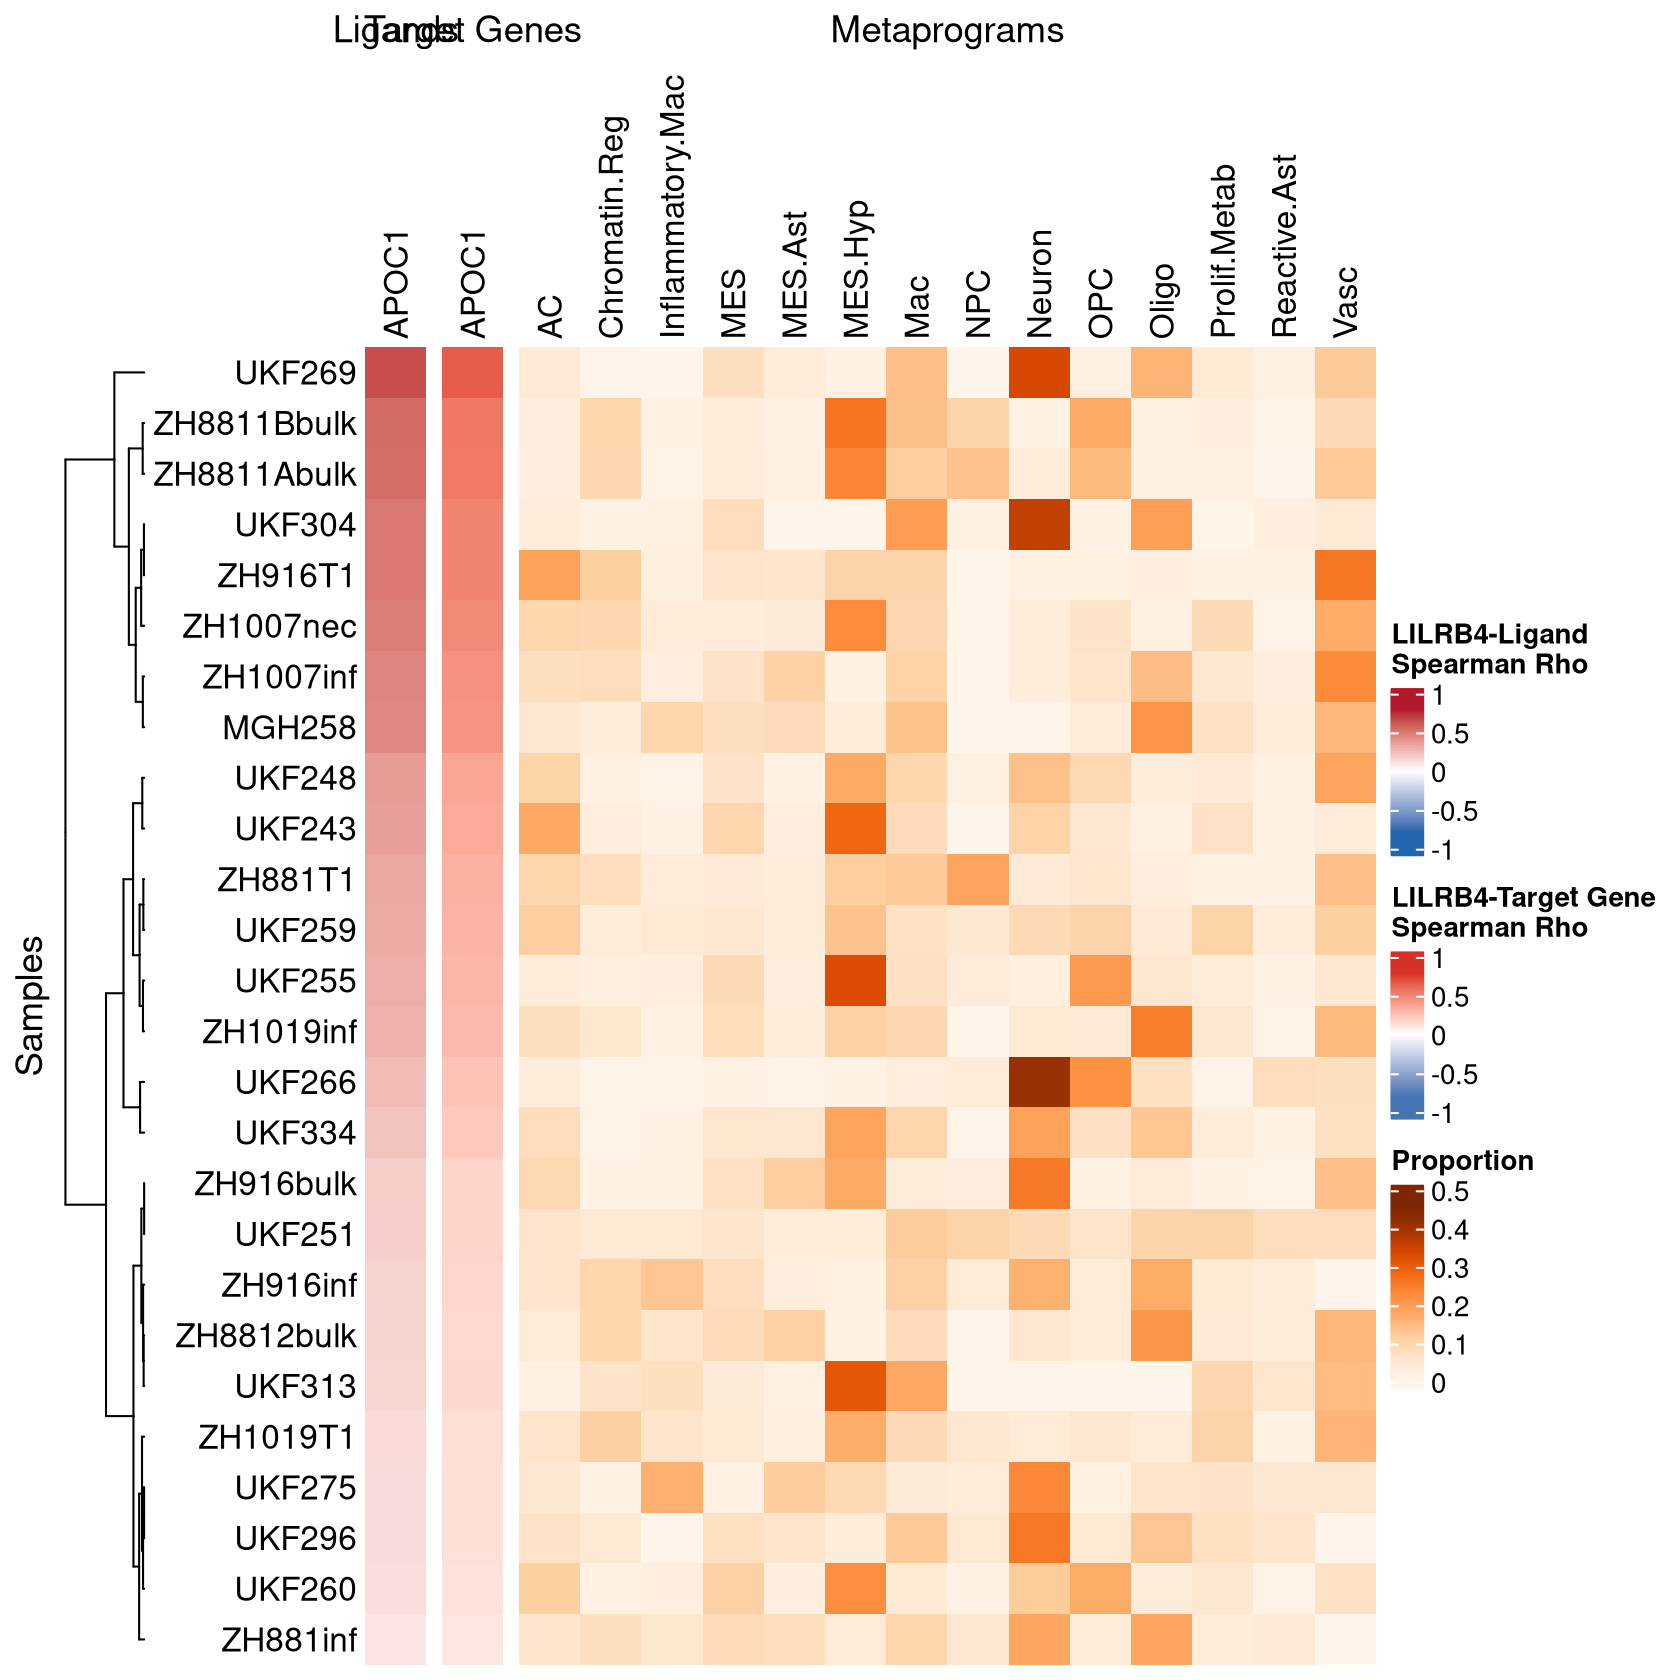 Ligands
Target Genes
Metaprograms
APOC1
APOC1
AC
Chromatin.Reg
Inflammatory.Mac
MES
MES.Ast
MES.Hyp
Mac
NPC
Neuron
OPC
Oligo
Prolif.Metab
Reactive.Ast
Vasc
Samples
UKF269
ZH8811Bbulk
ZH8811Abulk
UKF304
ZH916T1
ZH1007nec
ZH1007inf
MGH258
UKF248
UKF243
ZH881T1
UKF259
UKF255
ZH1019inf
UKF266
UKF334
ZH916bulk
UKF251
ZH916inf
ZH8812bulk
UKF313
ZH1019T1
UKF275
UKF296
UKF260
ZH881inf
LILRB4-Ligand
Spearman Rho
1
0.5
0
-0.5
-1
LILRB4-Target Gene
Spearman Rho
1
0.5
0
-0.5
-1
Proportion
0.5
0.4
0.3
0.2
0.1
0